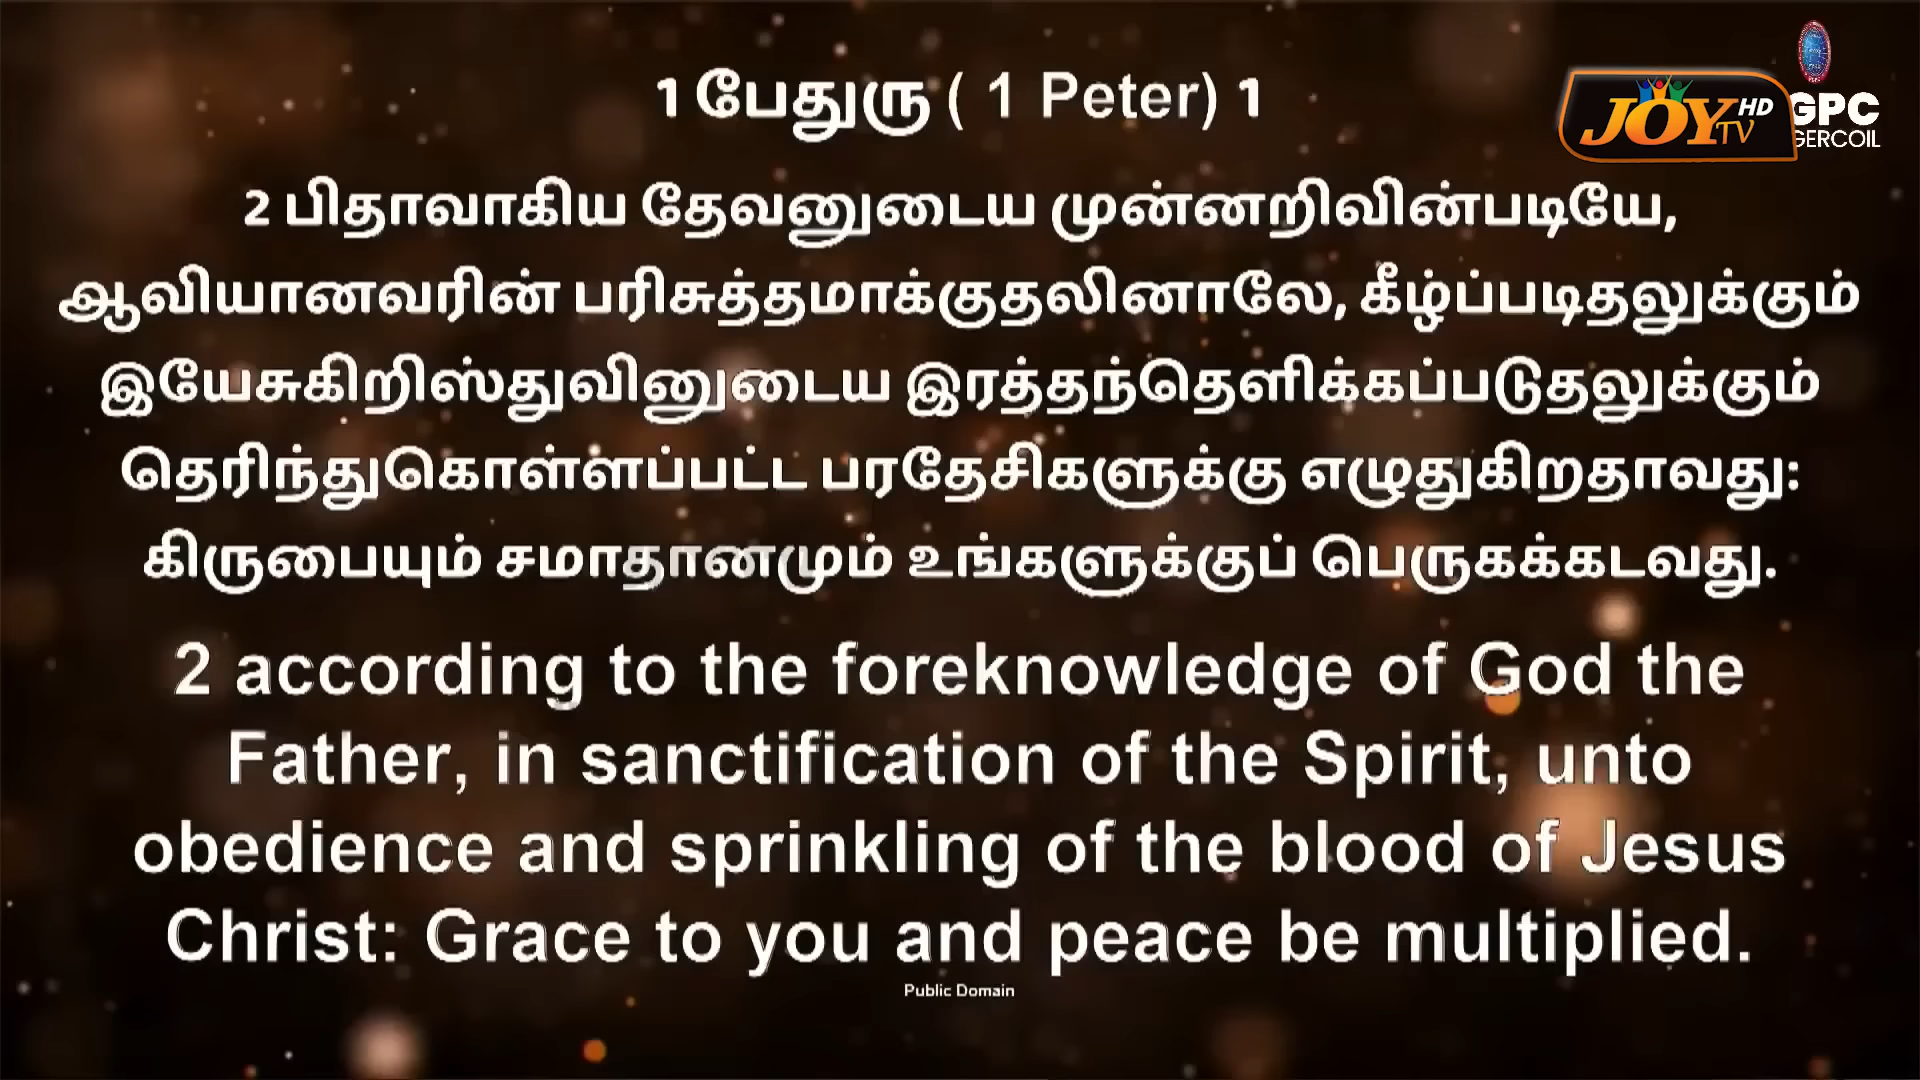 1 பேதுரு ( 1 Peter) 1
JOY TV HD
GPC
GERCOIL
2 பிதாவாகிய தேவனுடைய முன்னறிவின்படியே,
ஆவியானவரின் பரிசுத்தமாக்குதலினாலே, கீழ்ப்படிதலுக்கும்
இயேசுகிறிஸ்துவினுடைய இரத்தந்தெளிக்கப்படுதலுக்கும்
தெரிந்துகொள்ளப்பட்ட பரதேசிகளுக்கு எழுதுகிறதாவது:
கிருபையும் சமாதானமும் உங்களுக்குப் பெருகக்கடவது.
2 according to the foreknowledge of God the
Father, in sanctification of the Spirit, unto
obedience and sprinkling of the blood of Jesus
Christ: Grace to you and peace be multiplied.
Public Domain